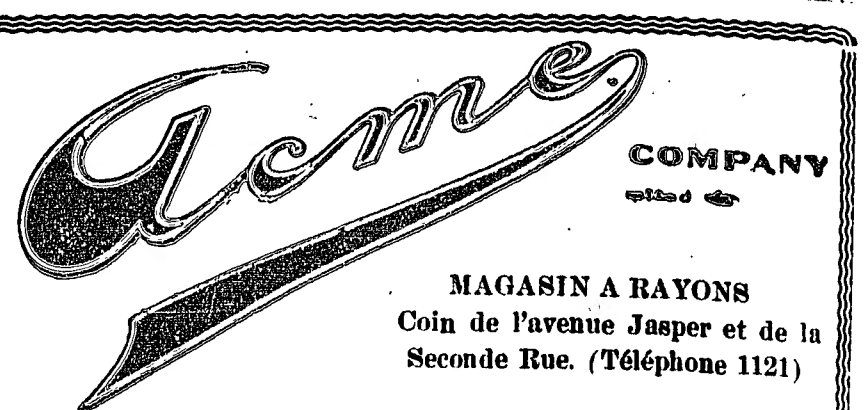 Acme
COMPANY
MAGASIN A RAYONS
Coin de l'avenue Jasper et de la
Seconde Rue. (Téléphone 1121)